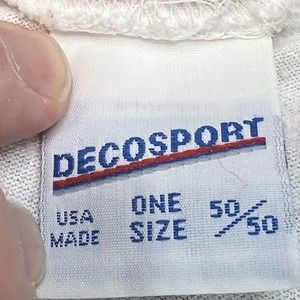 DECOSPORT
USA MADE
ONE SIZE
50/50